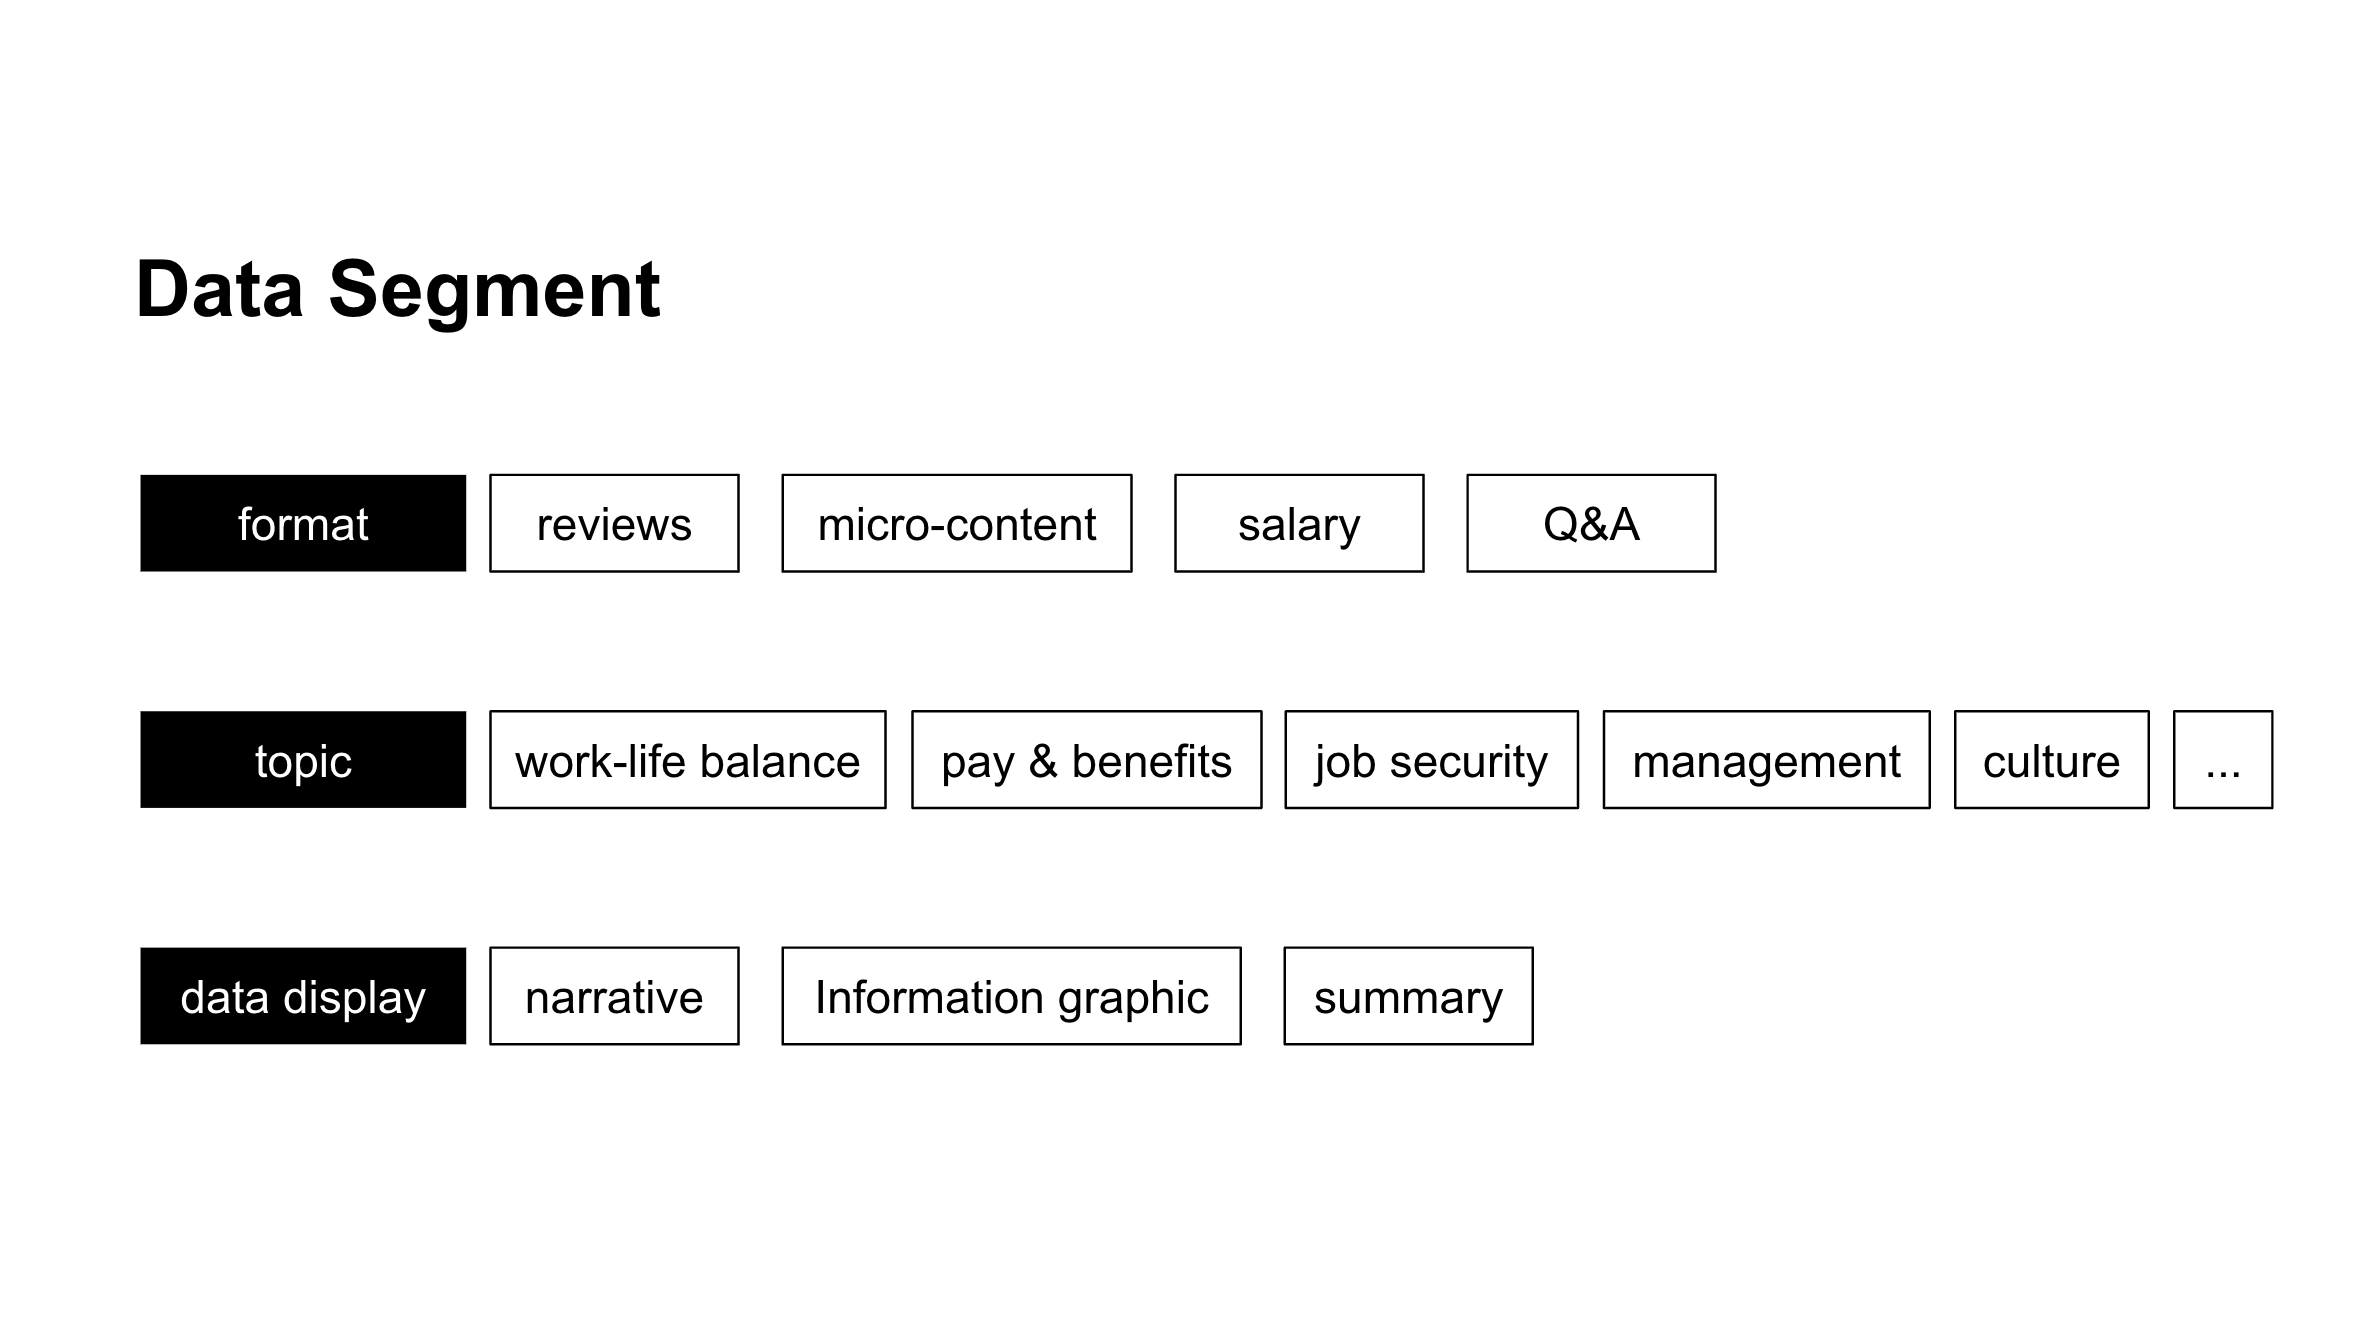 Data Segment
format reviews micro-content salary Q&A
topic work-life balance pay & benefits job security management culture ...
data display narrative Information graphic summary